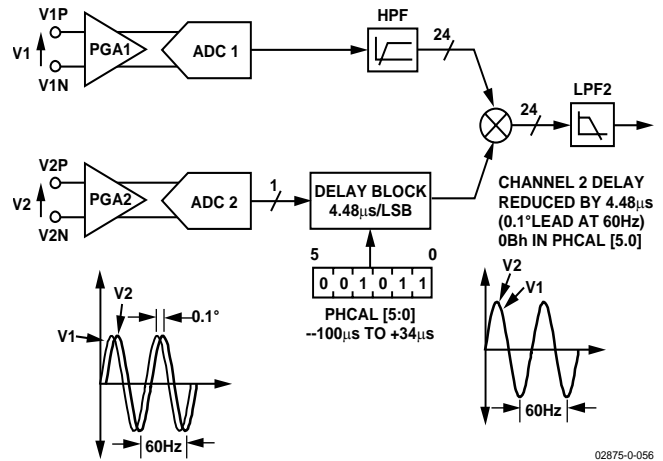 V1P
V1
V1N
PGA1
ADC 1
HPF
24
24
LPF2
V2P
V2
V2N
PGA2
ADC 2
1
DELAY BLOCK
4.48μs/LSB
CHANNEL 2 DELAY
REDUCED BY 4.48μs
(0.1°LEAD AT 60Hz)
0Bh IN PHCAL [5.0]
5 0
0 0 1 0 1 1
PHCAL [5:0]
--100μs TO +34μs
V2
V1
0.1°
60Hz
V2
V1
60Hz
02875-0-056